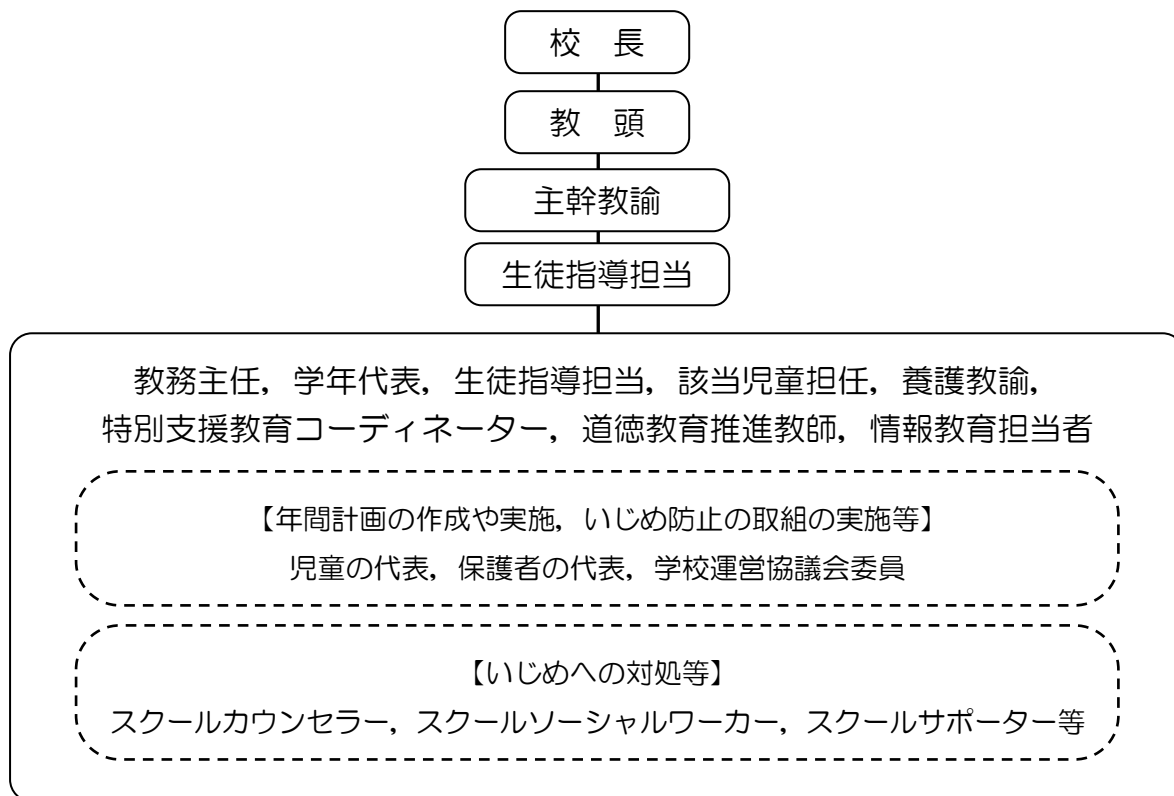 校　長
教　頭
主幹教諭
生徒指導担当
教務主任，学年代表，生徒指導担当，該当児童担任，養護教諭，
特別支援教育コーディネーター，道徳教育推進教師，情報教育担当者
【年間計画の作成や実施，いじめ防止の取組の実施等】
児童の代表，保護者の代表，学校運営協議会委員
【いじめへの対処等】
スクールカウンセラー，スクールソーシャルワーカー，スクールサポーター等